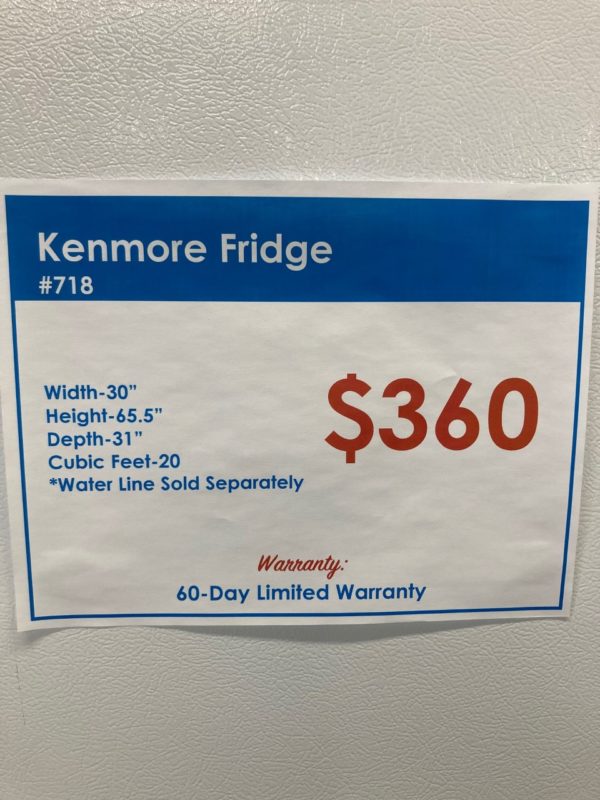 Kenmore Fridge
#718
Width-30”
Height-65.5”
Depth-31”
Cubic Feet-20
*Water Line Sold Separately
$360
Warranty:
60-Day Limited Warranty